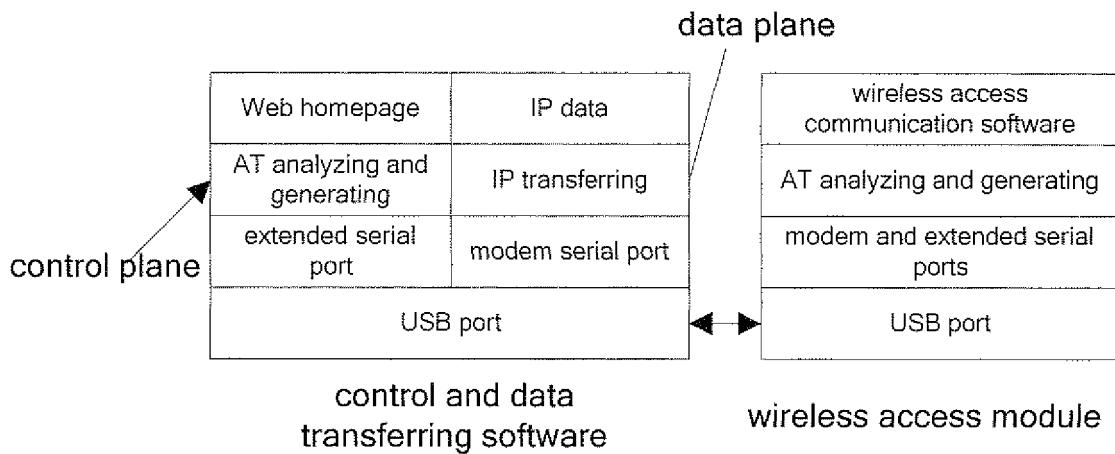 data plane
Web homepage
IP data
wireless access
communication software
AT analyzing and
generating
IP transferring
AT analyzing and generating
control plane
extended serial
port
modem serial port
modem and extended serial
ports
USB port
USB port
control and data
transferring software
wireless access module